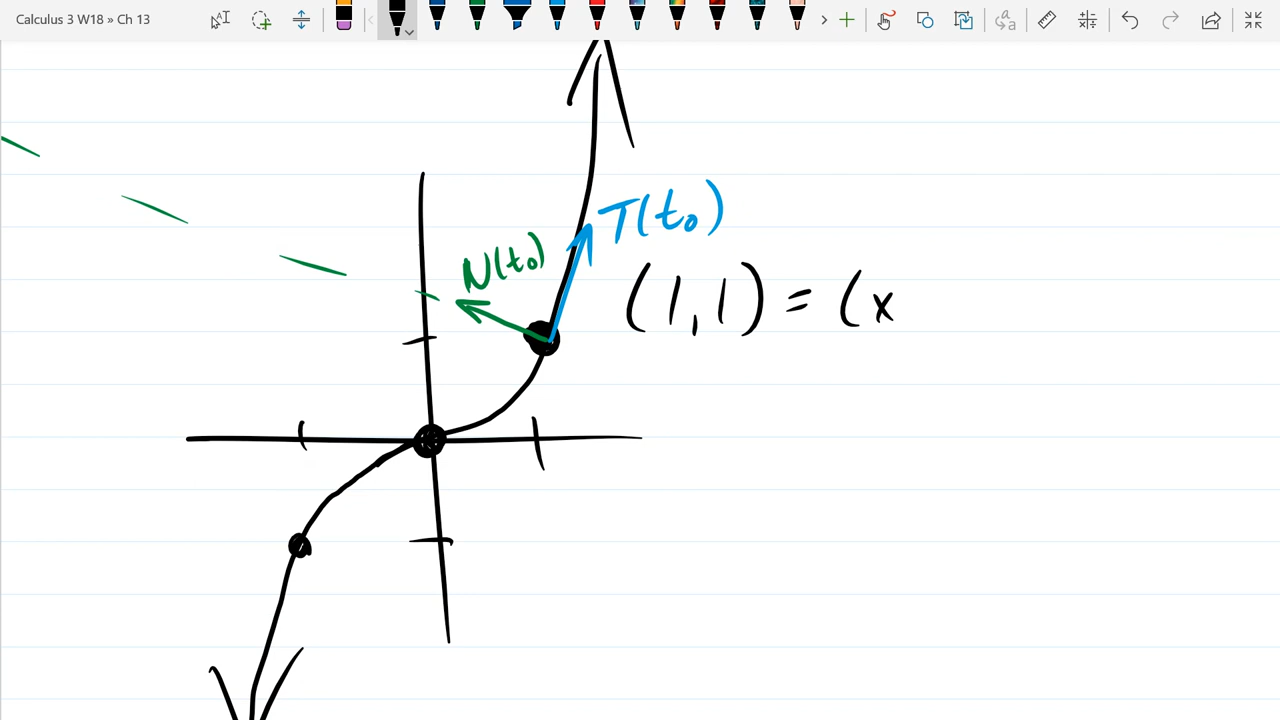 Calculus 3 W18 » Ch 13
T(t₀)
N(t₀)
(1,1) = (x